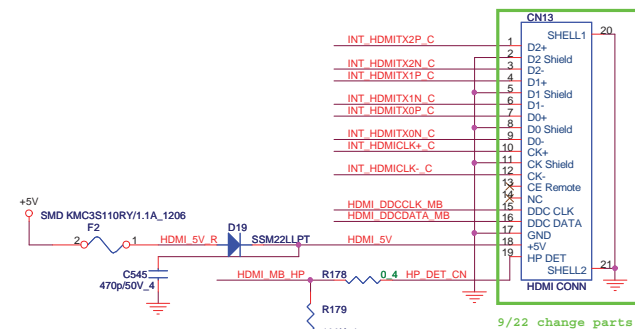 CN13
SHELL1 20
INT_HDMITX2P_C 1 D2+
2 D2 Shield
INT_HDMITX2N_C 3 D2-
INT_HDMITX1P_C 4 D1+
5 D1 Shield
INT_HDMITX1N_C 6 D1-
INT_HDMITX0P_C 7 D0+
8 D0 Shield
INT_HDMITX0N_C 9 D0-
INT_HDMICLK+_C 10 CK+
11 CK Shield
INT_HDMICLK-_C 12 CK-
13 CE Remote
14 NC
HDMI_DDCCLK_MB 15 DDC CLK
HDMI_DDCDATA_MB 16 DDC DATA
17 GND
18 +5V
19 HP DET
SHELL2 21
HDMI CONN
+5V
SMD KMC3S110RY/1.1A_1206
F2
2 1
HDMI_5V_R
D19
SSM22LLPT
HDMI_5V
C545
470p/50V_4
HDMI_MB_HP
R178
0_4
HP_DET_CN
R179
9/22 change parts